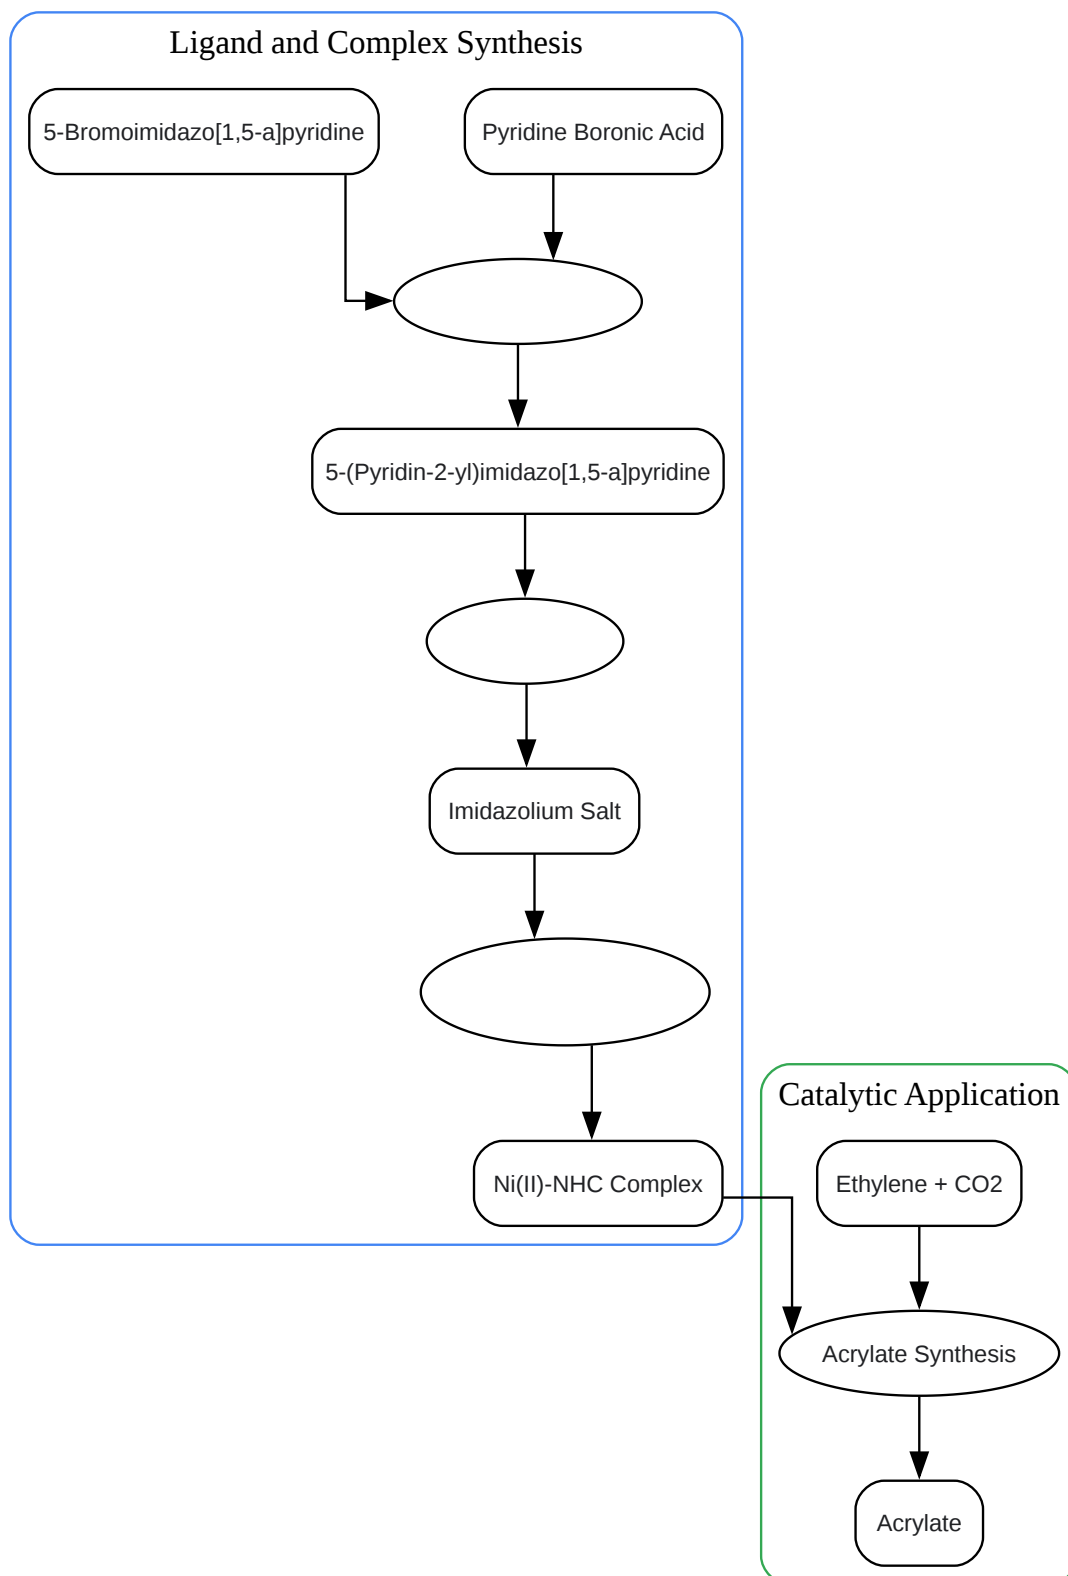 Ligand and Complex Synthesis
5-Bromoimidazo[1,5-a]pyridine
Pyridine Boronic Acid
5-(Pyridin-2-yl)imidazo[1,5-a]pyridine
Imidazolium Salt
Ni(II)-NHC Complex
Catalytic Application
Ethylene + CO2
Acrylate Synthesis
Acrylate